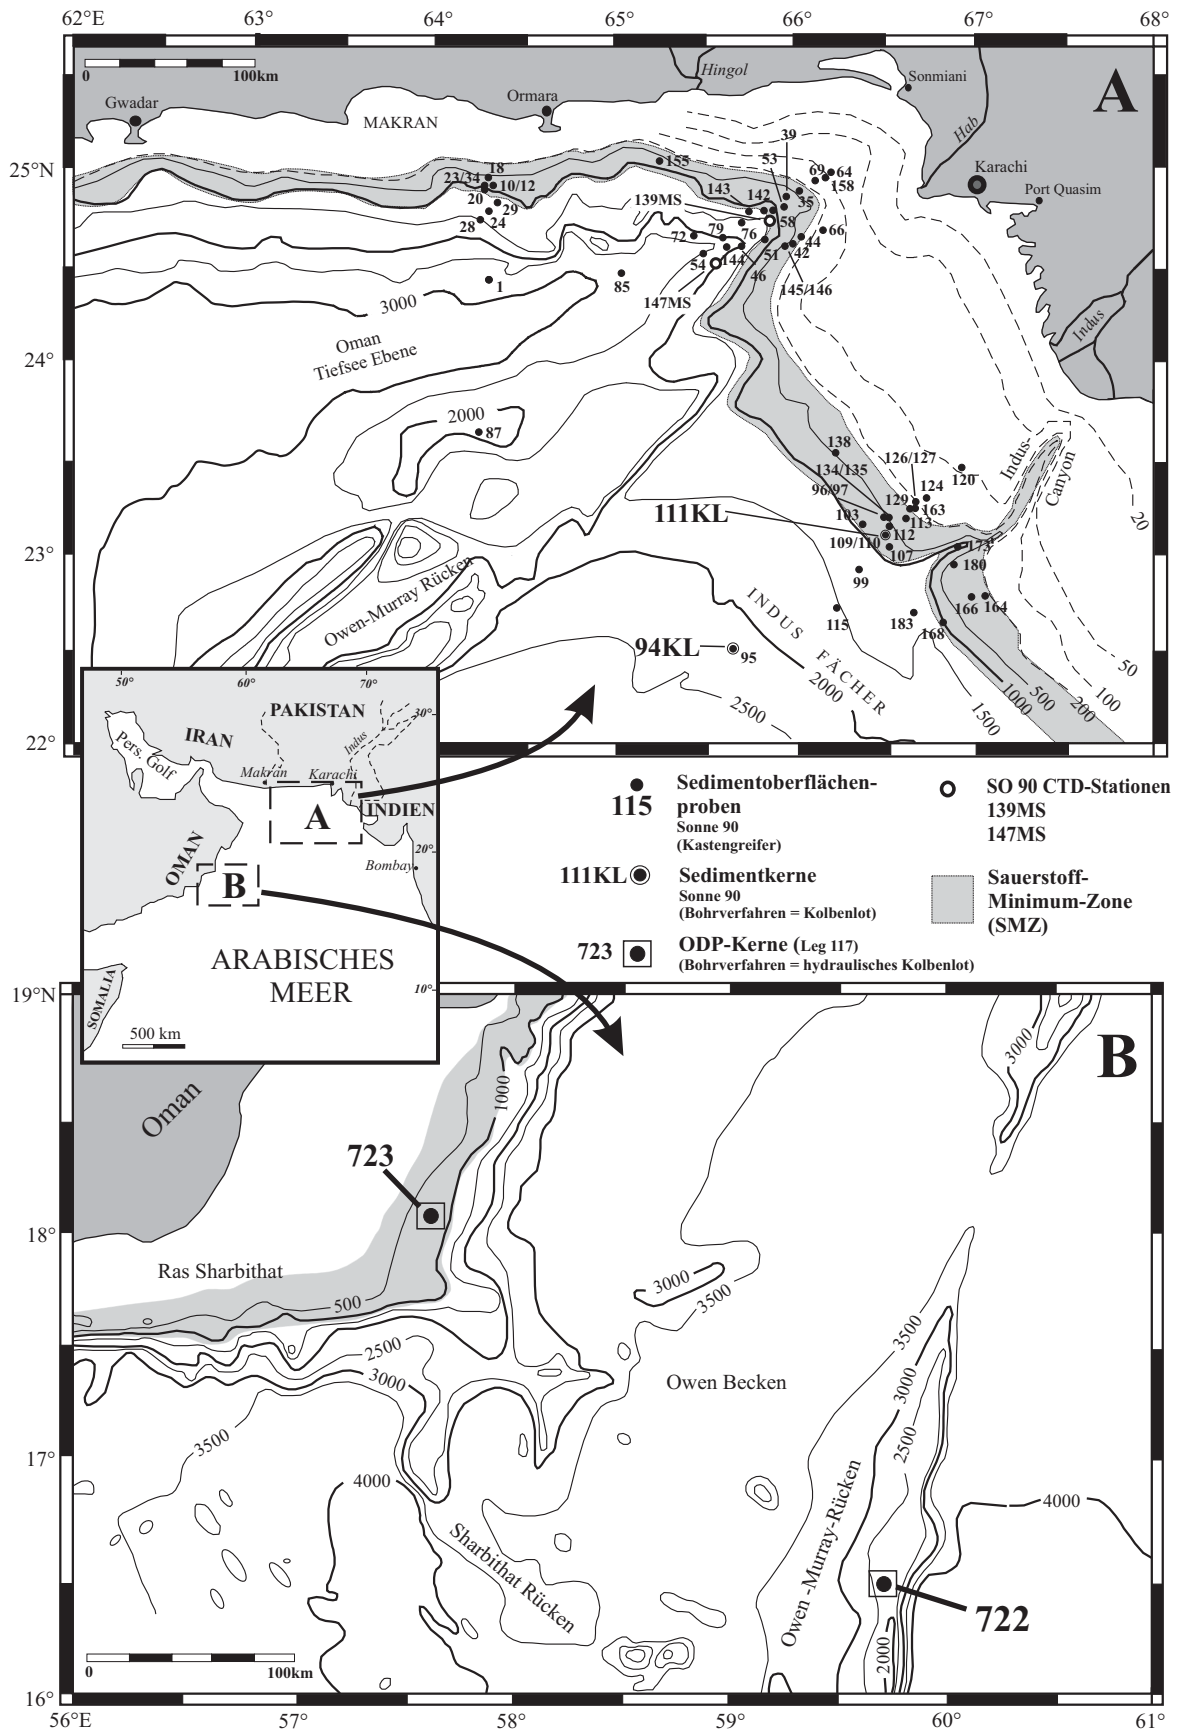 62°E
63°
64°
65°
66°
67°
68°
0
100km
Hingol
Sonmiani
A
Gwadar
Ormara
MAKRAN
Hab
39
53
25°N
Karachi
155
69
64
158
18
23/34
10/12
Port Quasim
143
142
35
20
29
139MS
58
28
24
72
79
76
66
44
42
51
54
144
46
1
85
145/146
147MS
3000
Indus
Oman
Tiefsee Ebene
24°
2000
87
138
126/127
Indus-
Canyon
134/135
120
96/97
124
129
163
20
111KL
103
113
112
109/110
107
173
23°
180
99
Owen-Murray Rücken
INDUS
FÄCHER
166
164
115
183
168
94KL
95
50
2000
100
200
500
1000
1500
2500
22°
50°
60°
70°
PAKISTAN
30°
IRAN
Indus
Pers. Golf
Makran
Karachi
INDIEN
A
OMAN
20°
Bombay
B
ARABISCHES
MEER
10°
SOMALIA
500 km
115
Sedimentoberflächen-
proben
Sonne 90
(Kastengreifer)
SO 90 CTD-Stationen
139MS
147MS
111KL
Sedimentkerne
Sonne 90
(Bohrverfahren = Kolbenlot)
Sauerstoff-
Minimum-Zone
(SMZ)
723
ODP-Kerne (Leg 117)
(Bohrverfahren = hydraulisches Kolbenlot)
19°N
B
3000
1000
Oman
723
18°
Ras Sharbithat
3000
3500
500
3500
2500
3000
3000
Owen Becken
2500
3500
17°
4000
4000
Sharbithat Rücken
Owen -Murray-Rücken
722
2000
0
100km
16°
56°E
57°
58°
59°
60°
61°